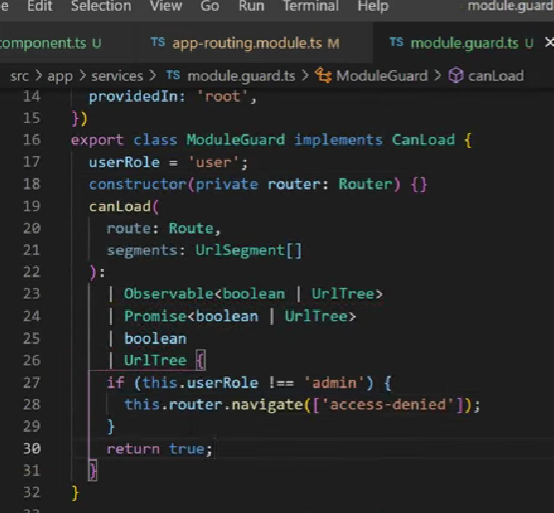 Edit Selection View Go Run Terminal Help module.guard
component.ts U TS app-routing.module.ts M TS module.guard.ts U ×
src > app > services > TS module.guard.ts > ModuleGuard > canLoad
14 providedIn: 'root',
15 })
16 export class ModuleGuard implements CanLoad {
17 userRole = 'user';
18 constructor(private router: Router) {}
19 canLoad(
20 route: Route,
21 segments: UrlSegment[]
22 ):
23 | Observable<boolean | UrlTree>
24 | Promise<boolean | UrlTree>
25 | boolean
26 | UrlTree {
27 if (this.userRole !== 'admin') {
28 this.router.navigate(['access-denied']);
29 }
30 return true;
31 }
32 }